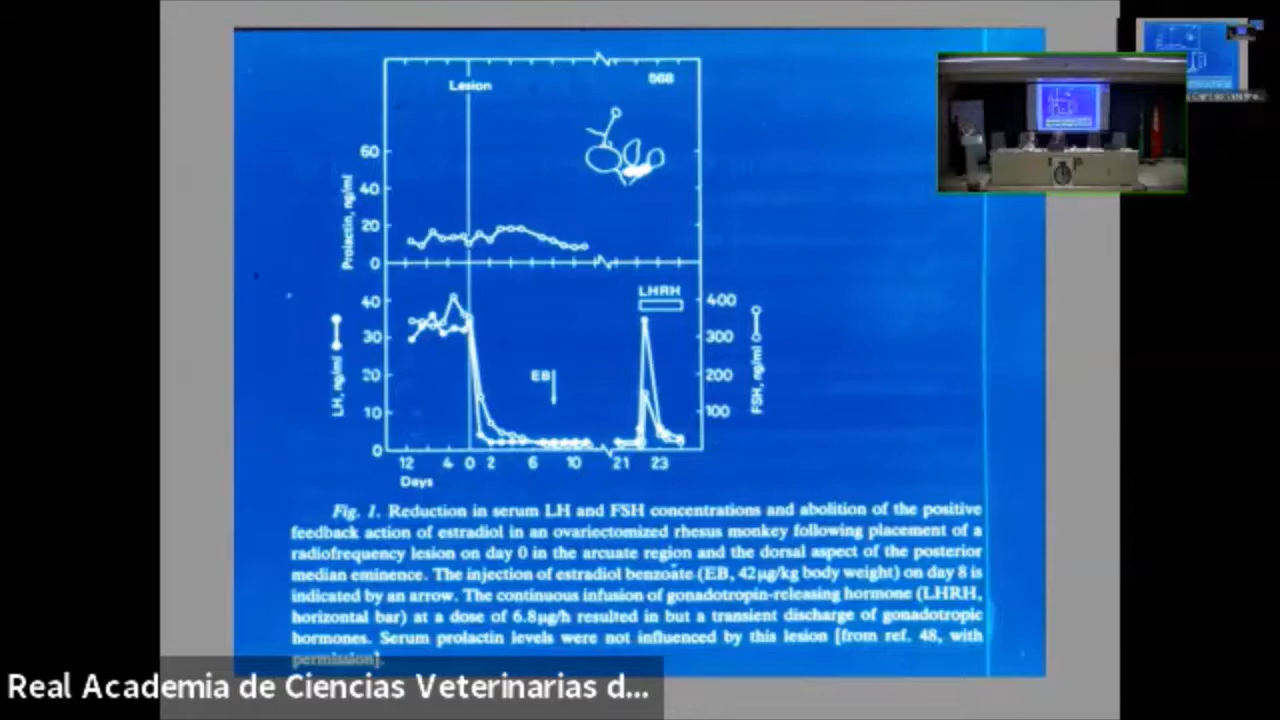 Lesion
568
60
40
20
0
Prolactin, ng/ml
LHRH
40
30
20
10
0
LH, ng/ml
EB
400
300
200
100
FSH, ng/ml
12 4 0 2 6 10 21 23
Days
Fig. 1. Reduction in serum LH and FSH concentrations and abolition of the positive
feedback action of estradiol in an ovariectomized rhesus monkey following placement of a
radiofrequency lesion on day 0 in the arcuate region and the dorsal aspect of the posterior
median eminence. The injection of estradiol benzoate (EB, 42µg/kg body weight) on day 8 is
indicated by an arrow. The continuous infusion of gonadotropin-releasing hormone (LHRH,
horizontal bar) at a dose of 6.8µg/h resulted in but a transient discharge of gonadotropic
hormones. Serum prolactin levels were not influenced by this lesion [from ref. 48, with
permission].
Real Academia de Ciencias Veterinarias d...